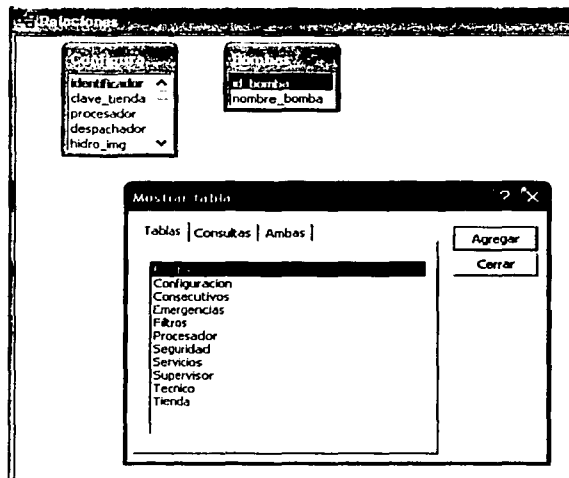 Relaciones
Configura
identificador
clave_tienda
procesador
despachador
hidro_img
Bombas
id_bomba
nombre_bomba
Mostrar tabla
Tablas Consultas Ambas
Agregar
Cerrar
Configuracion
Consecutivos
Emergencias
Filtros
Procesador
Seguridad
Servicios
Supervisor
Tecnico
Tienda